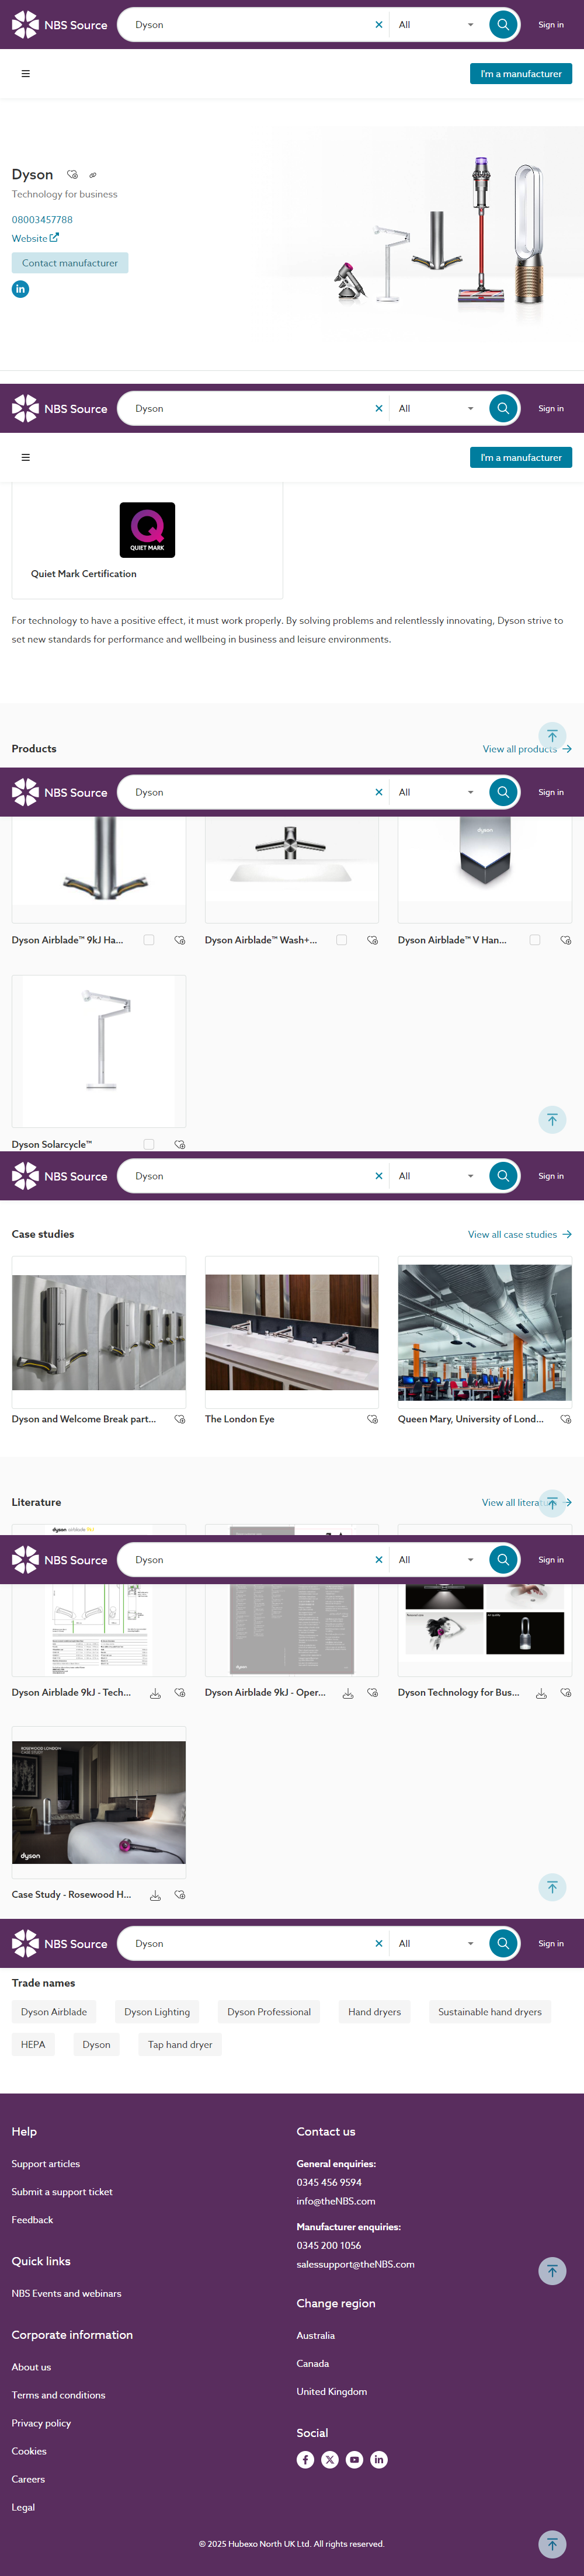 NBS Source
Dyson
All
Sign in
I'm a manufacturer
Dyson
Technology for business
08003457788
Website
Contact manufacturer
NBS Source
Dyson
All
Sign in
I'm a manufacturer
QUIET MARK
Quiet Mark Certification
For technology to have a positive effect, it must work properly. By solving problems and relentlessly innovating, Dyson strive to
set new standards for performance and wellbeing in business and leisure environments.
Products
View all products
NBS Source
Dyson
All
Sign in
dyson
Dyson Airblade™ 9kJ Ha...
Dyson Airblade™ Wash+...
Dyson Airblade™ V Han...
Dyson Solarcycle™
NBS Source
Dyson
All
Sign in
Case studies
View all case studies
Dyson and Welcome Break part...
The London Eye
Queen Mary, University of Lond...
Literature
View all literatu
dyson airblade 9kJ
NBS Source
Dyson
All
Sign in
Dyson Airblade 9kJ - Tech...
Dyson Airblade 9kJ - Oper...
Dyson Technology for Bus...
ROSEWOOD LONDON
CASE STUDY
dyson
Case Study - Rosewood H...
NBS Source
Dyson
All
Sign in
Trade names
Dyson Airblade
Dyson Lighting
Dyson Professional
Hand dryers
Sustainable hand dryers
HEPA
Dyson
Tap hand dryer
Help
Support articles
Submit a support ticket
Feedback
Quick links
NBS Events and webinars
Corporate information
About us
Terms and conditions
Privacy policy
Cookies
Careers
Legal
Contact us
General enquiries:
0345 456 9594
info@theNBS.com
Manufacturer enquiries:
0345 200 1056
salessupport@theNBS.com
Change region
Australia
Canada
United Kingdom
Social
© 2025 Hubexo North UK Ltd. All rights reserved.